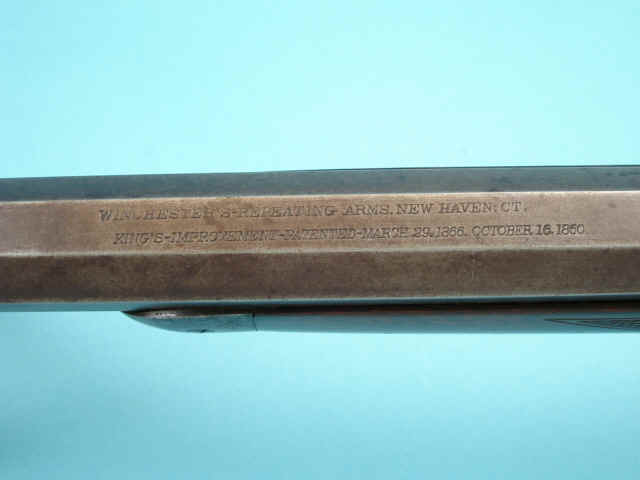 WINCHESTER'S-REPEATING ARMS. NEW HAVEN. CT.
KING'S-IMPROVEMENT-PATENTED-MARCH 29. 1866. OCTOBER 16. 1860.